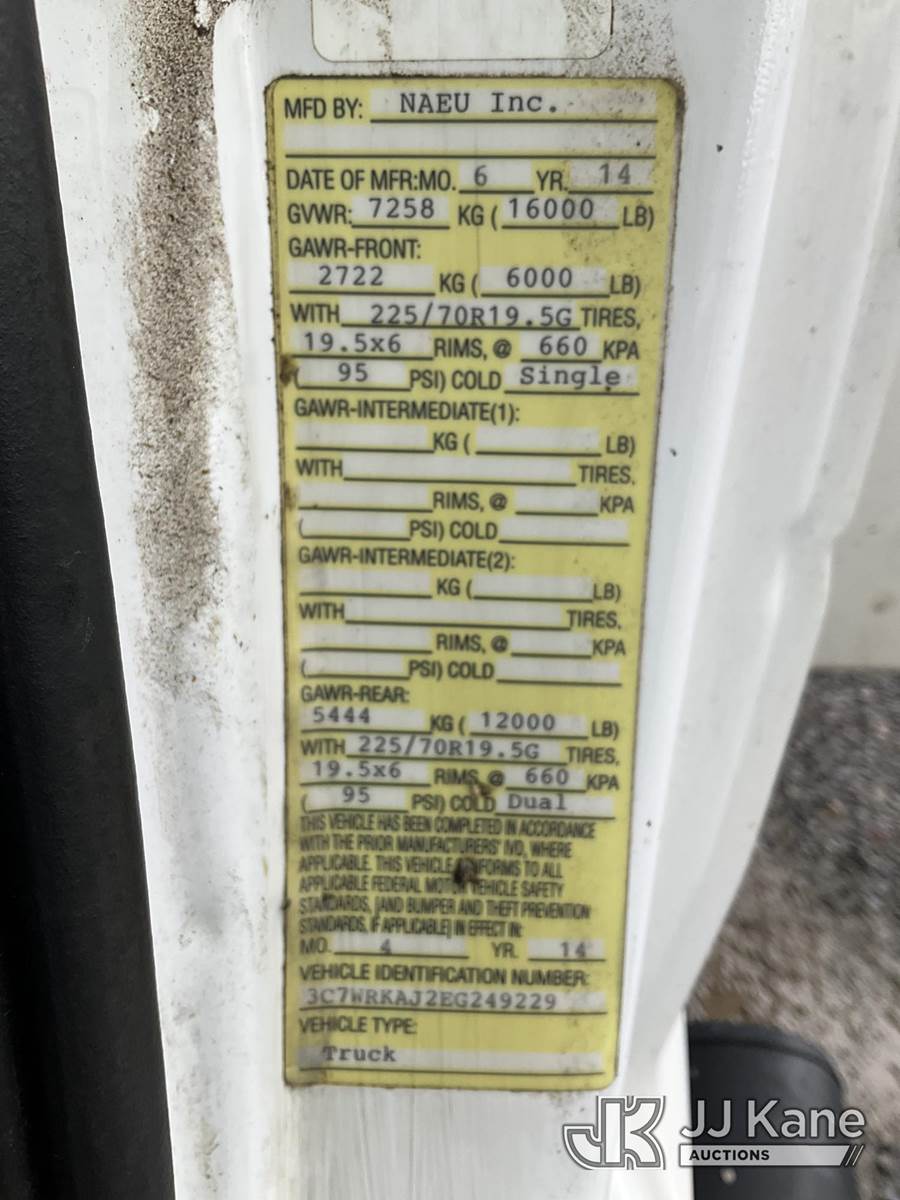 MFD BY: NAEU Inc.
DATE OF MFR:MO. 6 YR. 14
GVWR: 7258 KG ( 16000 LB)
GAWR-FRONT:
2722 KG ( 6000 LB)
WITH 225/70R19.5G TIRES,
19.5x6 RIMS, @ 660 KPA
( 95 PSI) COLD Single
GAWR-INTERMEDIATE(1):
KG ( LB)
WITH TIRES,
RIMS, @ KPA
( PSI) COLD
GAWR-INTERMEDIATE(2):
KG ( LB)
WITH TIRES,
RIMS, @ KPA
( PSI) COLD
GAWR-REAR:
5444 KG ( 12000 LB)
WITH 225/70R19.5G TIRES,
19.5x6 RIMS, @ 660 KPA
( 95 PSI) COLD Dual
THIS VEHICLE HAS BEEN COMPLETED IN ACCORDANCE
WITH THE PRIOR MANUFACTURERS' IVD, WHERE
APPLICABLE. THIS VEHICLE CONFORMS TO ALL
APPLICABLE FEDERAL MOTOR VEHICLE SAFETY
STANDARDS, [AND BUMPER AND THEFT PREVENTION
STANDARDS, IF APPLICABLE] IN EFFECT IN:
MO. 4 YR. 14
VEHICLE IDENTIFICATION NUMBER:
3C7WRKAJ2EG249229
VEHICLE TYPE:
Truck
JK JJ Kane
AUCTIONS